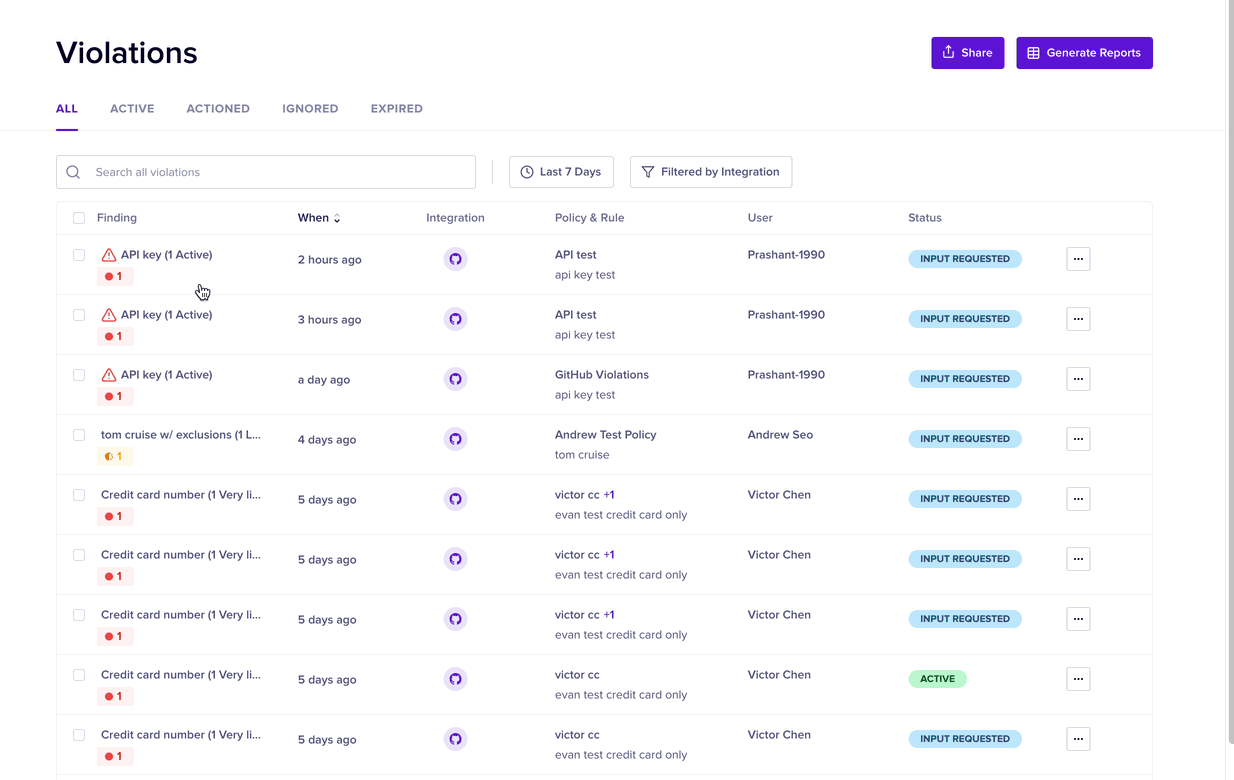 Violations
Share
Generate Reports
ALL ACTIVE ACTIONED IGNORED EXPIRED
Search all violations
Last 7 Days
Filtered by Integration
Finding When Integration Policy & Rule User Status
API key (1 Active) 2 hours ago API test Prashant-1990 INPUT REQUESTED ...
1 api key test
API key (1 Active) 3 hours ago API test Prashant-1990 INPUT REQUESTED ...
1 api key test
API key (1 Active) a day ago GitHub Violations Prashant-1990 INPUT REQUESTED ...
1 api key test
tom cruise w/ exclusions (1 L... 4 days ago Andrew Test Policy Andrew Seo INPUT REQUESTED ...
1 tom cruise
Credit card number (1 Very li... 5 days ago victor cc +1 Victor Chen INPUT REQUESTED ...
1 evan test credit card only
Credit card number (1 Very li... 5 days ago victor cc +1 Victor Chen INPUT REQUESTED ...
1 evan test credit card only
Credit card number (1 Very li... 5 days ago victor cc +1 Victor Chen INPUT REQUESTED ...
1 evan test credit card only
Credit card number (1 Very li... 5 days ago victor cc Victor Chen ACTIVE ...
1 evan test credit card only
Credit card number (1 Very li... 5 days ago victor cc Victor Chen INPUT REQUESTED ...
1 evan test credit card only